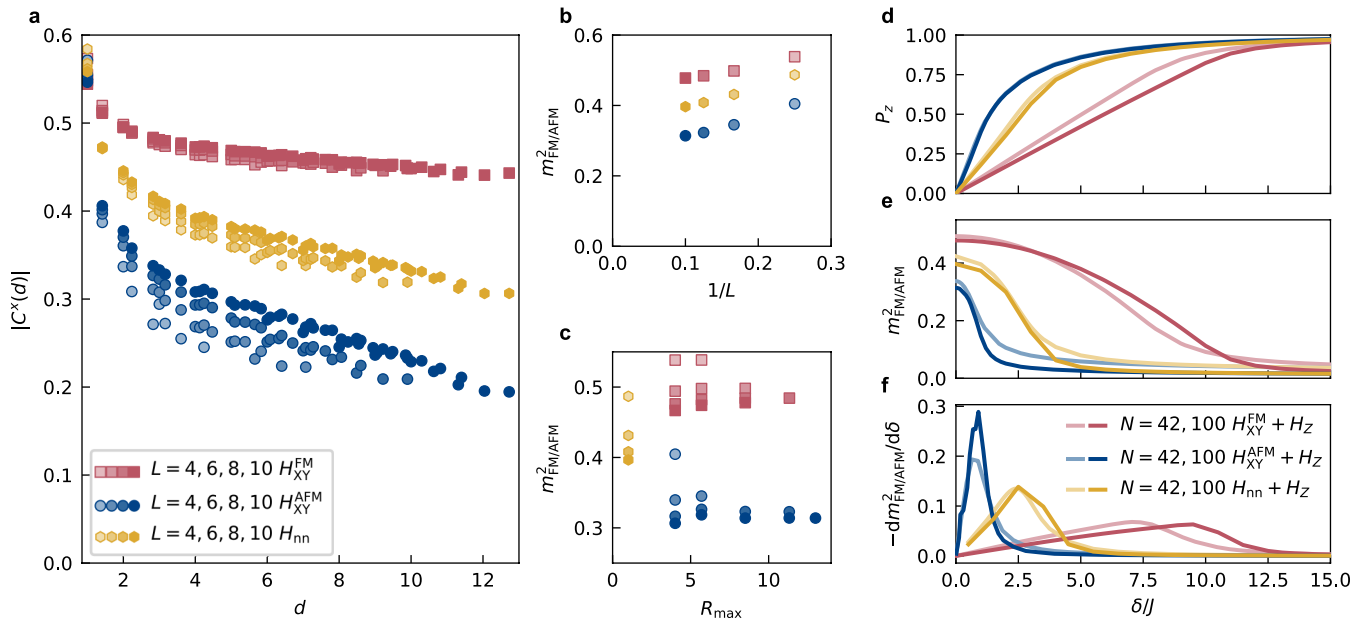 a
0.6
0.5
0.4
0.3
0.2
0.1
0.0
|C^x(d)|
2
4
6
8
10
12
d
L = 4, 6, 8, 10 H_XY^FM
L = 4, 6, 8, 10 H_XY^AFM
L = 4, 6, 8, 10 H_nn
b
0.6
0.4
0.2
0.0
m²_FM/AFM
0.0
0.1
0.2
0.3
1/L
c
0.5
0.4
0.3
m²_FM/AFM
0
5
10
R_max
d
1.00
0.75
0.50
0.25
0.00
P_z
e
0.4
0.2
0.0
m²_FM/AFM
f
0.3
0.2
0.1
0.0
−dm²_FM/AFM/dδ
N = 42, 100 H_XY^FM + H_Z
N = 42, 100 H_XY^AFM + H_Z
N = 42, 100 H_nn + H_Z
0.0
2.5
5.0
7.5
10.0
12.5
15.0
δ/J